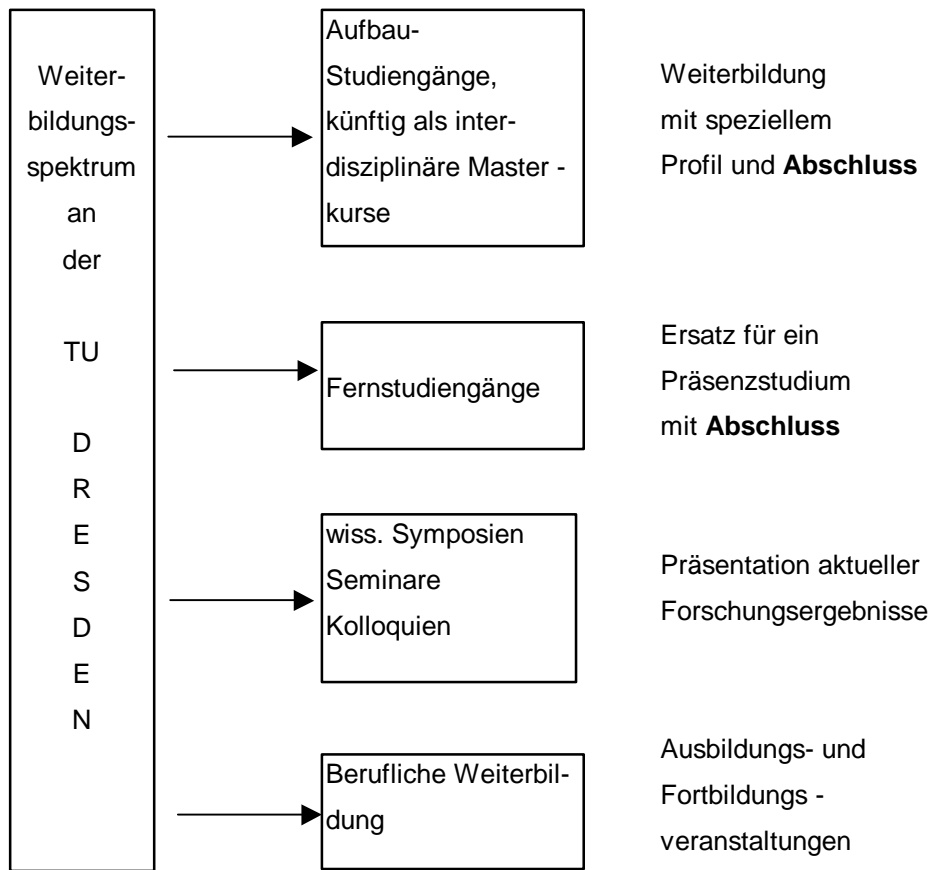 Weiter-
bildungs-
spektrum
an
der
TU
D
R
E
S
D
E
N
Aufbau-
Studiengänge,
künftig als inter-
disziplinäre Master -
kurse
Weiterbildung
mit speziellem
Profil und Abschluss
Fernstudiengänge
Ersatz für ein
Präsenzstudium
mit Abschluss
wiss. Symposien
Seminare
Kolloquien
Präsentation aktueller
Forschungsergebnisse
Berufliche Weiterbil-
dung
Ausbildungs- und
Fortbildungs -
veranstaltungen